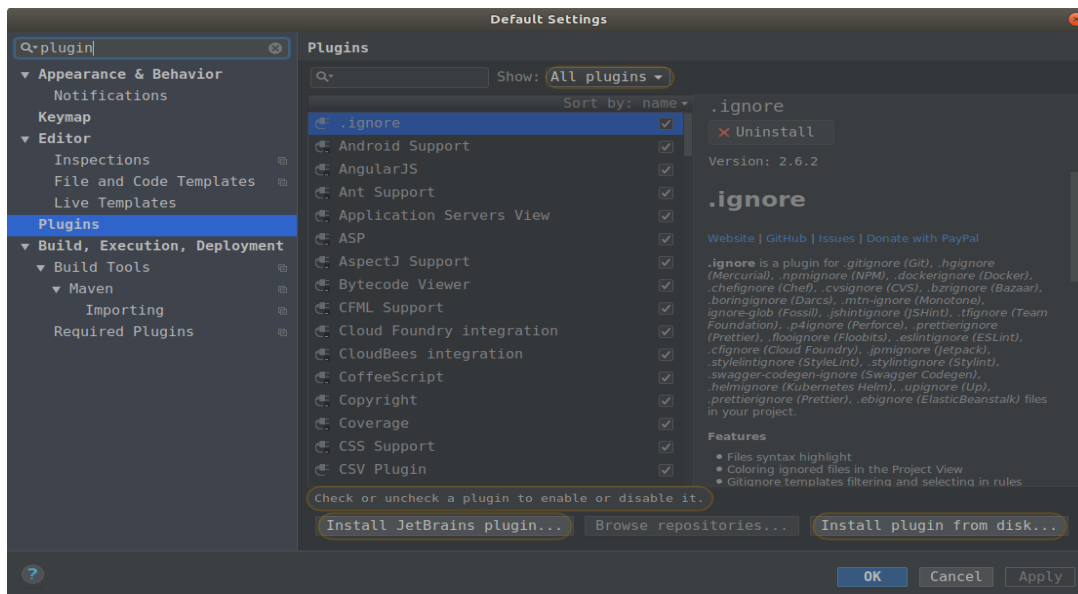 Default Settings
plugin
Appearance & Behavior
Notifications
Keymap
Editor
Inspections
File and Code Templates
Live Templates
Plugins
Build, Execution, Deployment
Build Tools
Maven
Importing
Required Plugins
Plugins
Show: All plugins
Sort by: name
.ignore
Android Support
AngularJS
Ant Support
Application Servers View
ASP
AspectJ Support
Bytecode Viewer
CFML Support
Cloud Foundry integration
CloudBees integration
CoffeeScript
Copyright
Coverage
CSS Support
CSV Plugin
Check or uncheck a plugin to enable or disable it.
Install JetBrains plugin...
Browse repositories...
Install plugin from disk...
.ignore
Uninstall
Version: 2.6.2
.ignore
Website | GitHub | Issues | Donate with PayPal
.ignore is a plugin for .gitignore (Git), .hgignore
(Mercurial), .npmignore (NPM), .dockerignore (Docker),
.chefignore (Chef), .cvsignore (CVS), .bzrignore (Bazaar),
.boringignore (Darcs), .mtn-ignore (Monotone),
ignore-glob (Fossil), .jshintignore (JSHint), .tfignore (Team
Foundation), .p4ignore (Perforce), .prettierignore
(Prettier), .flooignore (Floobits), .eslintignore (ESLint),
.cfignore (Cloud Foundry), .jpmignore (Jetpack),
.stylelintignore (StyleLint), .stylintignore (Stylint),
.swagger-codegen-ignore (Swagger Codegen),
.helmignore (Kubernetes Helm), .upignore (Up),
.prettierignore (Prettier), .ebignore (ElasticBeanstalk) files
in your project.
Features
Files syntax highlight
Coloring ignored files in the Project View
Gitignore templates filtering and selecting in rules
?
OK
Cancel
Apply